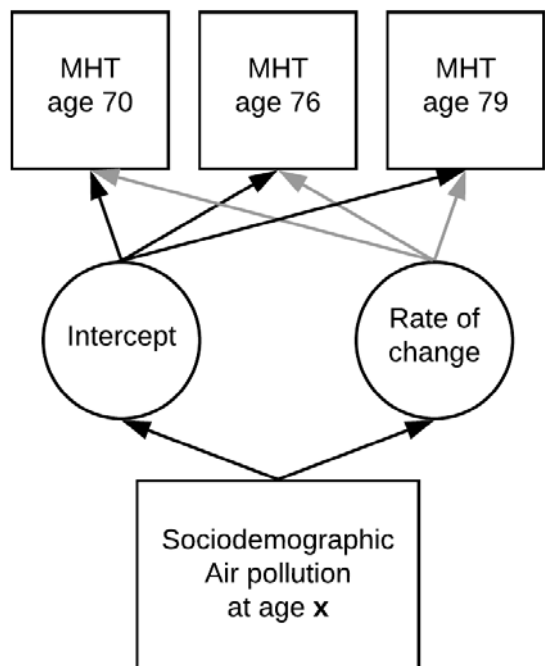 MHT
age 70
MHT
age 76
MHT
age 79
Intercept
Rate of
change
Sociodemographic
Air pollution
at age x